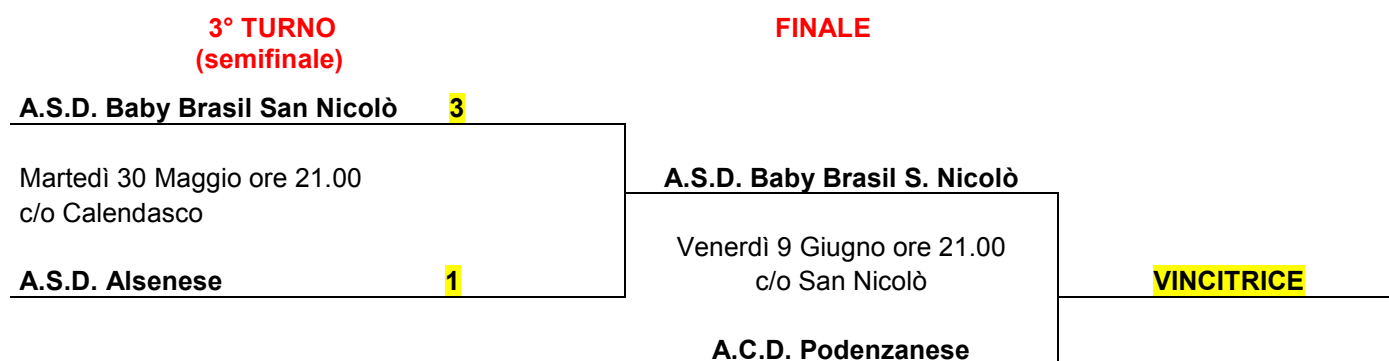 3° TURNO
(semifinale)
FINALE
A.S.D. Baby Brasil San Nicolò 3
Martedì 30 Maggio ore 21.00
c/o Calendasco
A.S.D. Baby Brasil S. Nicolò
Venerdì 9 Giugno ore 21.00
c/o San Nicolò
A.S.D. Alsenese 1
VINCITRICE
A.C.D. Podenzanese